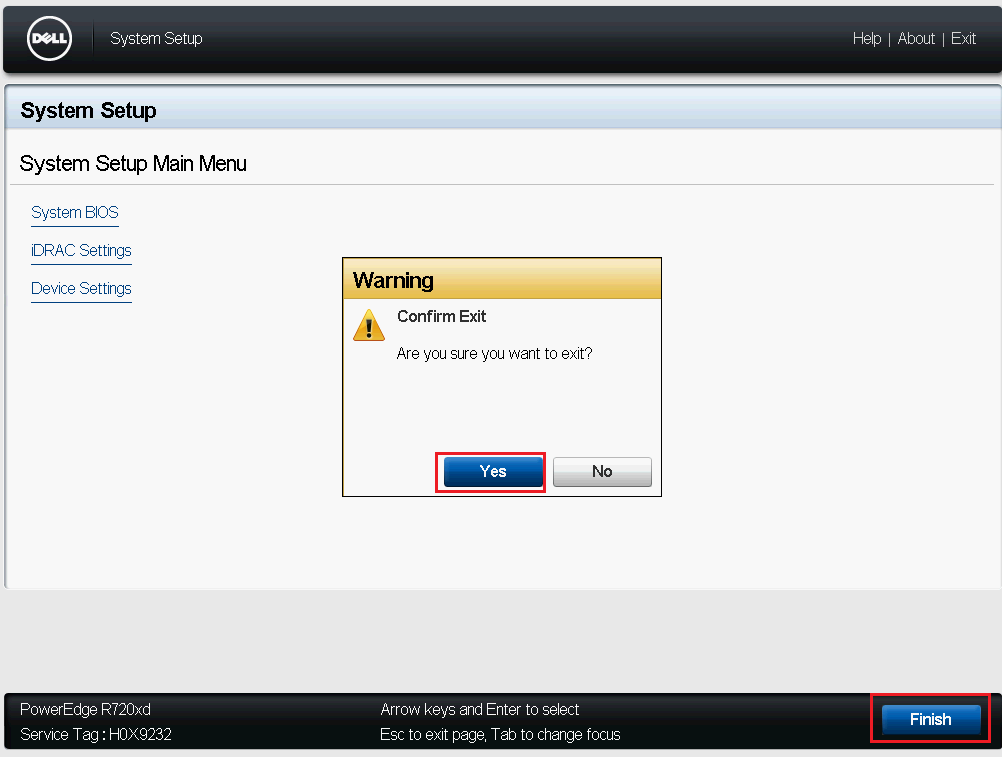 DELL
System Setup
Help | About | Exit
System Setup
System Setup Main Menu
System BIOS
iDRAC Settings
Device Settings
Warning
Confirm Exit
Are you sure you want to exit?
Yes
No
PowerEdge R720xd
Service Tag : H0X9232
Arrow keys and Enter to select
Esc to exit page, Tab to change focus
Finish